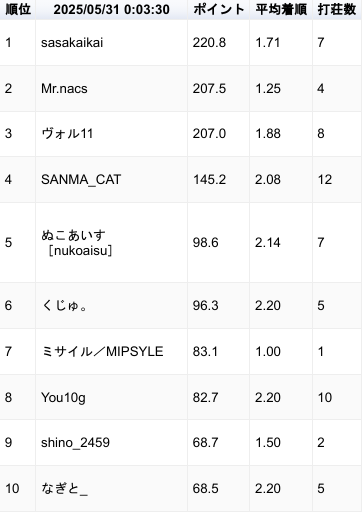 順位 2025/05/31 0:03:30 ポイント 平均着順 打荘数
1 sasakaikai 220.8 1.71 7
2 Mr.nacs 207.5 1.25 4
3 ヴォル11 207.0 1.88 8
4 SANMA_CAT 145.2 2.08 12
5 ぬこあいす 98.6 2.14 7
［nukoaisu］
6 くじゅ。 96.3 2.20 5
7 ミサイル／MIPSYLE 83.1 1.00 1
8 You10g 82.7 2.20 10
9 shino_2459 68.7 1.50 2
10 なぎと_ 68.5 2.20 5